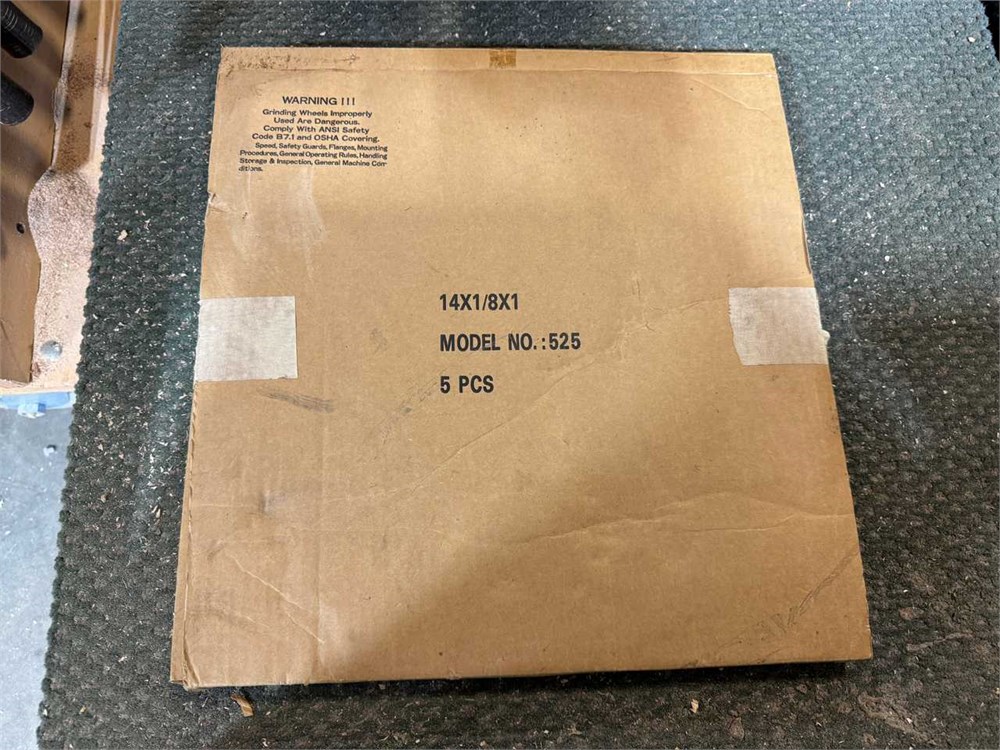 WARNING !!!
Grinding Wheels Improperly
Used Are Dangerous.
Comply With ANSI Safety
Code B7.1 and OSHA Covering.
Speed, Safety Guards, Flanges, Mounting
Procedures, General Operating Rules, Handling
Storage & Inspection, General Machine Con-
ditions.
14X1/8X1
MODEL NO.:525
5 PCS